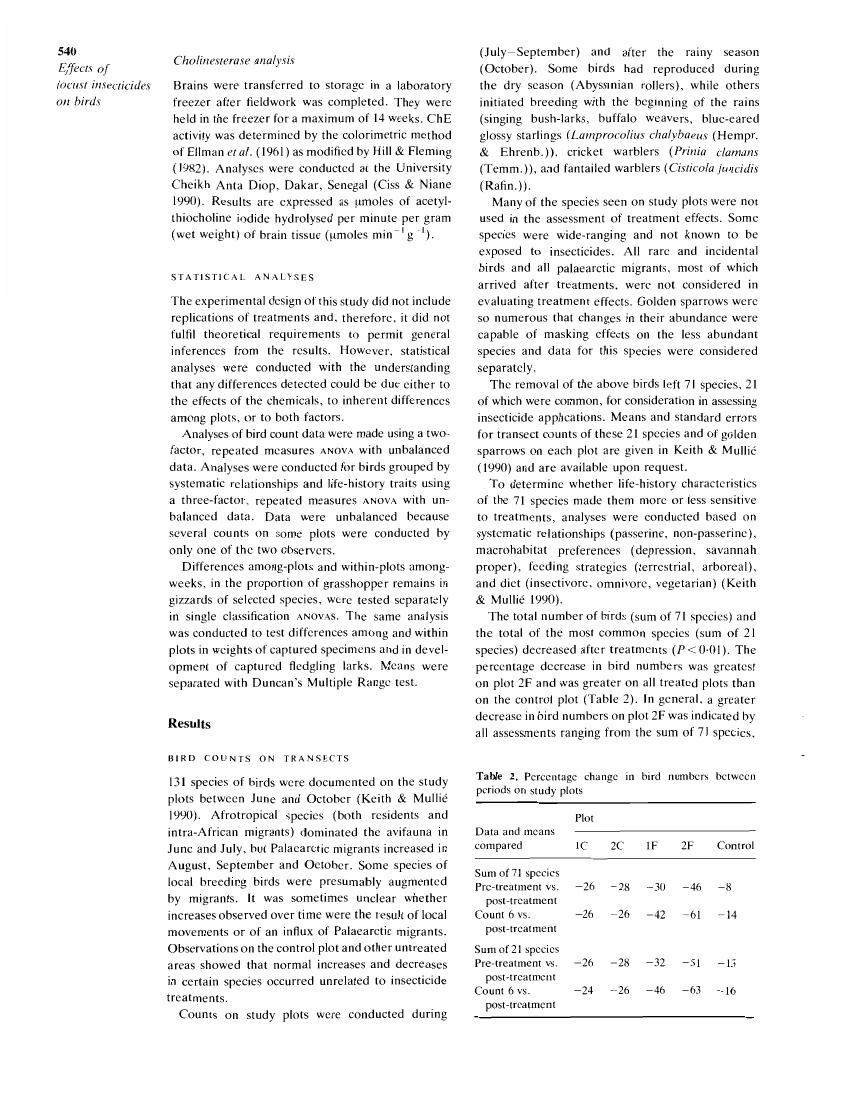 540
Effects of
locust insecticides
on birds
Cholinesterase analysis
Brains were transferred to storage in a laboratory
freezer after fieldwork was completed. They were
held in the freezer for a maximum of 14 weeks. ChE
activity was determined by the colorimetric method
of Ellman et al. (1961) as modified by Hill & Fleming
(1982). Analyses were conducted at the University
Cheikh Anta Diop, Dakar, Senegal (Ciss & Niane
1990). Results are expressed as µmoles of acetyl-
thiocholine iodide hydrolysed per minute per gram
(wet weight) of brain tissue (µmoles min⁻¹ g⁻¹).
STATISTICAL ANALYSES
The experimental design of this study did not include
replications of treatments and, therefore, it did not
fulfil theoretical requirements to permit general
inferences from the results. However, statistical
analyses were conducted with the understanding
that any differences detected could be due either to
the effects of the chemicals, to inherent differences
among plots, or to both factors.
Analyses of bird count data were made using a two-
factor, repeated measures ANOVA with unbalanced
data. Analyses were conducted for birds grouped by
systematic relationships and life-history traits using
a three-factor, repeated measures ANOVA with un-
balanced data. Data were unbalanced because
several counts on some plots were conducted by
only one of the two observers.
Differences among-plots and within-plots among-
weeks, in the proportion of grasshopper remains in
gizzards of selected species, were tested separately
in single classification ANOVAS. The same analysis
was conducted to test differences among and within
plots in weights of captured specimens and in devel-
opment of captured fledgling larks. Means were
separated with Duncan's Multiple Range test.
Results
BIRD COUNTS ON TRANSECTS
131 species of birds were documented on the study
plots between June and October (Keith & Mullié
1990). Afrotropical species (both residents and
intra-African migrants) dominated the avifauna in
June and July, but Palaearctic migrants increased in
August, September and October. Some species of
local breeding birds were presumably augmented
by migrants. It was sometimes unclear whether
increases observed over time were the result of local
movements or of an influx of Palaearctic migrants.
Observations on the control plot and other untreated
areas showed that normal increases and decreases
in certain species occurred unrelated to insecticide
treatments.
Counts on study plots were conducted during
(July–September) and after the rainy season
(October). Some birds had reproduced during
the dry season (Abyssinian rollers), while others
initiated breeding with the beginning of the rains
(singing bush-larks, buffalo weavers, blue-eared
glossy starlings (Lamprocolius chalybaeus (Hempr.
& Ehrenb.)), cricket warblers (Prinia clamans
(Temm.)), and fantailed warblers (Cisticola juncidis
(Rafin.)).
Many of the species seen on study plots were not
used in the assessment of treatment effects. Some
species were wide-ranging and not known to be
exposed to insecticides. All rare and incidental
birds and all palaearctic migrants, most of which
arrived after treatments, were not considered in
evaluating treatment effects. Golden sparrows were
so numerous that changes in their abundance were
capable of masking effects on the less abundant
species and data for this species were considered
separately.
The removal of the above birds left 71 species, 21
of which were common, for consideration in assessing
insecticide applications. Means and standard errors
for transect counts of these 21 species and of golden
sparrows on each plot are given in Keith & Mullié
(1990) and are available upon request.
To determine whether life-history characteristics
of the 71 species made them more or less sensitive
to treatments, analyses were conducted based on
systematic relationships (passerine, non-passerine),
macrohabitat preferences (depression, savannah
proper), feeding strategies (terrestrial, arboreal),
and diet (insectivore, omnivore, vegetarian) (Keith
& Mullié 1990).
The total number of birds (sum of 71 species) and
the total of the most common species (sum of 21
species) decreased after treatments (P < 0·01). The
percentage decrease in bird numbers was greatest
on plot 2F and was greater on all treated plots than
on the control plot (Table 2). In general, a greater
decrease in bird numbers on plot 2F was indicated by
all assessments ranging from the sum of 71 species,
Table 2. Percentage change in bird numbers between
periods on study plots
Plot
Data and means
compared 1C 2C 1F 2F Control
Sum of 71 species
Pre-treatment vs. −26 −28 −30 −46 −8
post-treatment
Count 6 vs. −26 −26 −42 −61 −14
post-treatment
Sum of 21 species
Pre-treatment vs. −26 −28 −32 −51 −15
post-treatment
Count 6 vs. −24 −26 −46 −63 −16
post-treatment